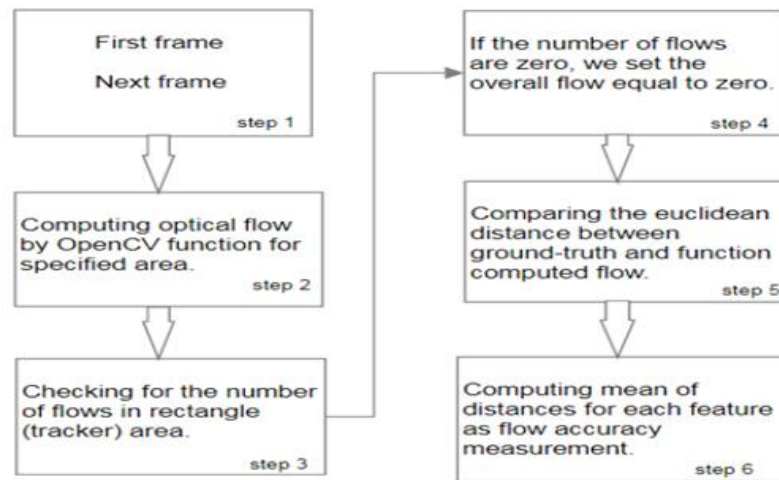 First frame
Next frame
step 1
Computing optical flow
by OpenCV function for
specified area.
step 2
Checking for the number
of flows in rectangle
(tracker) area.
step 3
If the number of flows
are zero, we set the
overall flow equal to zero.
step 4
Comparing the euclidean
distance between
ground-truth and function
computed flow.
step 5
Computing mean of
distances for each feature
as flow accuracy
measurement.
step 6